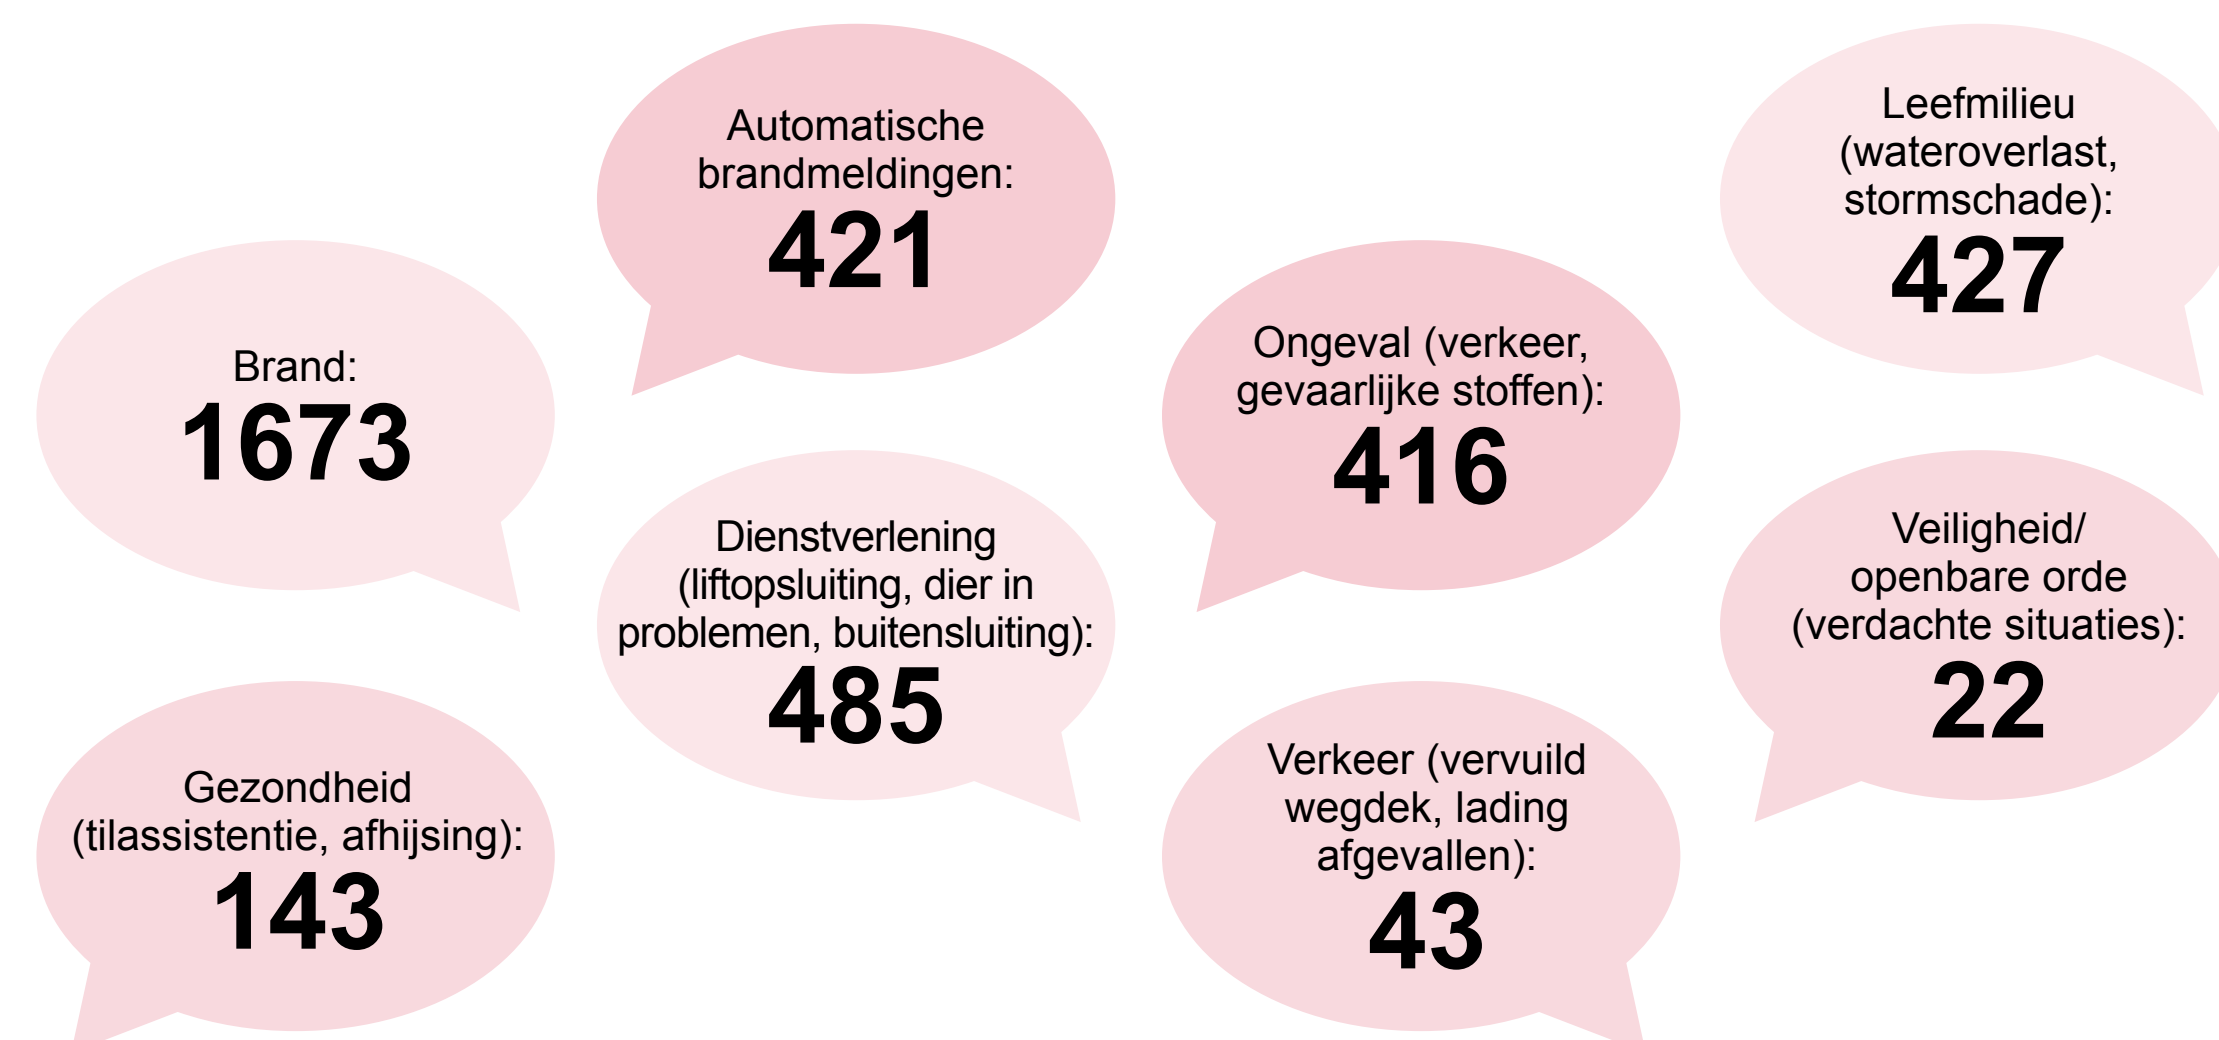 Brand:
1673
Automatische
brandmeldingen:
421
Ongeval (verkeer,
gevaarlijke stoffen):
416
Leefmilieu
(wateroverlast,
stormschade):
427
Gezondheid
(tilassistentie, afhijsing):
143
Dienstverlening
(liftopsluiting, dier in
problemen, buitensluiting):
485
Verkeer (vervuild
wegdek, lading
afgevallen):
43
Veiligheid/
openbare orde
(verdachte situaties):
22